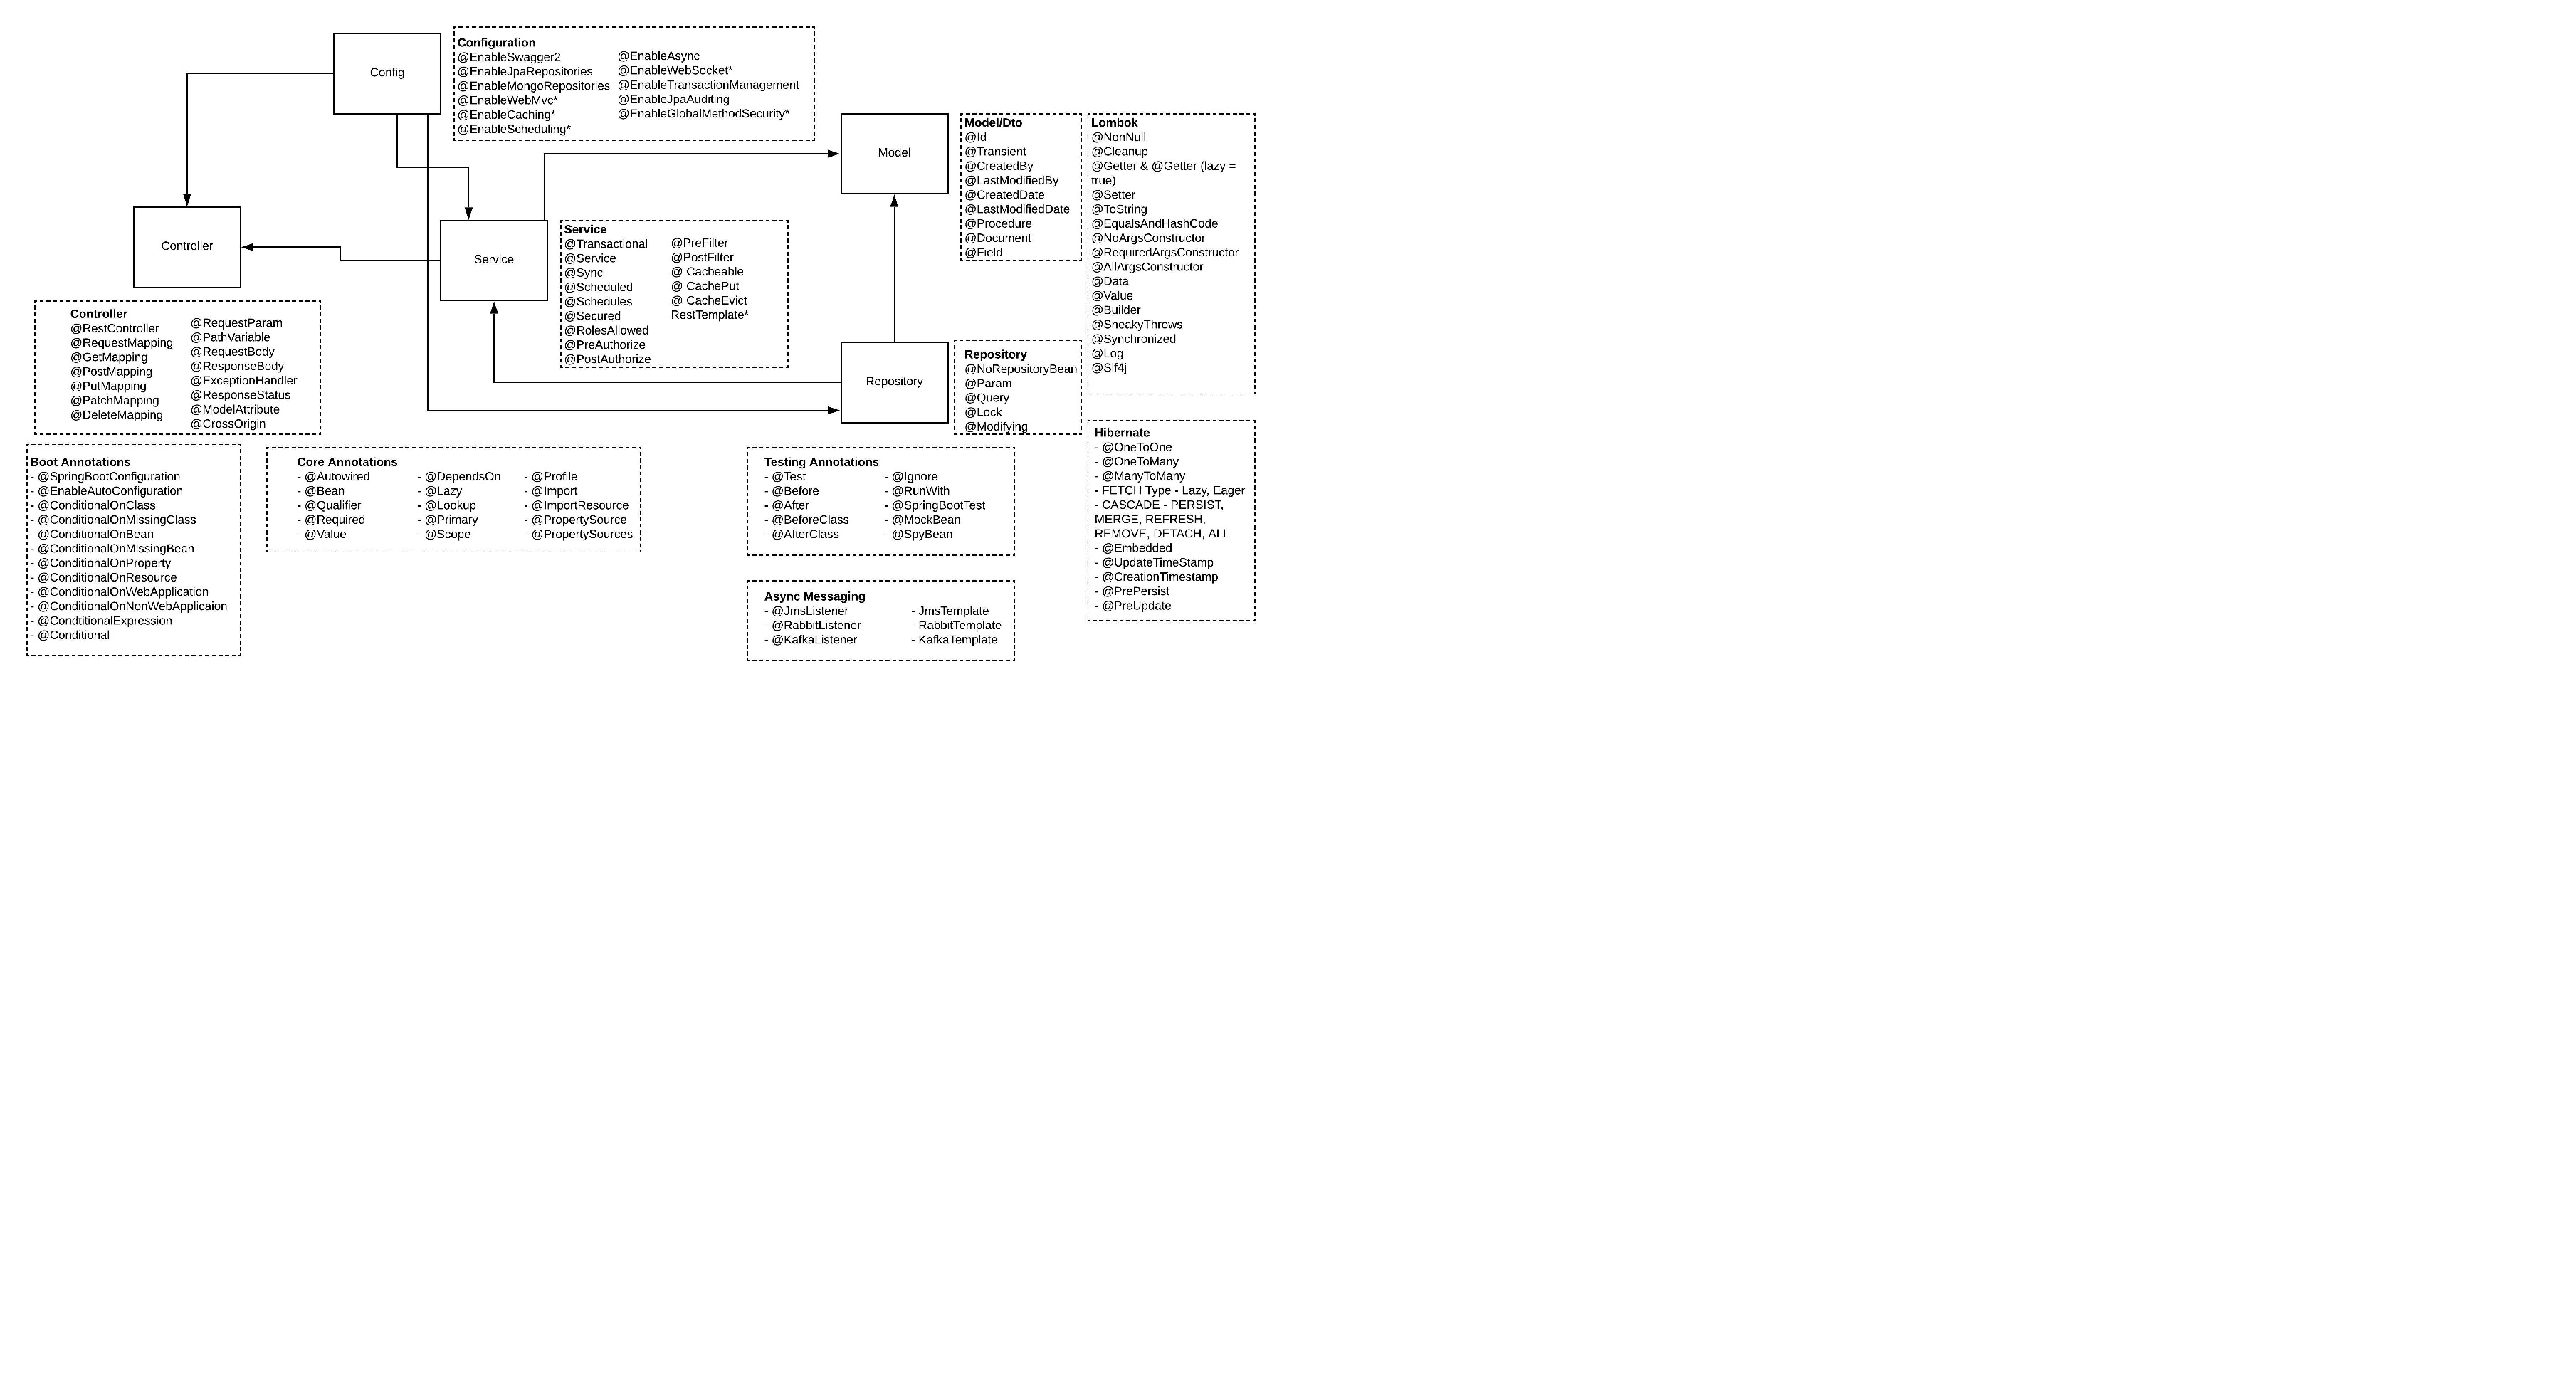 Config
Configuration
@EnableSwagger2
@EnableJpaRepositories
@EnableMongoRepositories
@EnableWebMvc*
@EnableCaching*
@EnableScheduling*
@EnableAsync
@EnableWebSocket*
@EnableTransactionManagement
@EnableJpaAuditing
@EnableGlobalMethodSecurity*
Model
Model/Dto
@Id
@Transient
@CreatedBy
@LastModifiedBy
@CreatedDate
@LastModifiedDate
@Procedure
@Document
@Field
Lombok
@NonNull
@Cleanup
@Getter & @Getter (lazy =
true)
@Setter
@ToString
@EqualsAndHashCode
@NoArgsConstructor
@RequiredArgsConstructor
@AllArgsConstructor
@Data
@Value
@Builder
@SneakyThrows
@Synchronized
@Log
@Slf4j
Controller
Service
Service
@Transactional
@Service
@Sync
@Scheduled
@Schedules
@Secured
@RolesAllowed
@PreAuthorize
@PostAuthorize
@PreFilter
@PostFilter
@ Cacheable
@ CachePut
@ CacheEvict
RestTemplate*
Controller
@RestController
@RequestMapping
@GetMapping
@PostMapping
@PutMapping
@PatchMapping
@DeleteMapping
@RequestParam
@PathVariable
@RequestBody
@ResponseBody
@ExceptionHandler
@ResponseStatus
@ModelAttribute
@CrossOrigin
Repository
Repository
@NoRepositoryBean
@Param
@Query
@Lock
@Modifying
Boot Annotations
- @SpringBootConfiguration
- @EnableAutoConfiguration
- @ConditionalOnClass
- @ConditionalOnMissingClass
- @ConditionalOnBean
- @ConditionalOnMissingBean
- @ConditionalOnProperty
- @ConditionalOnResource
- @ConditionalOnWebApplication
- @ConditionalOnNonWebApplicaion
- @CondtitionalExpression
- @Conditional
Core Annotations
- @Autowired
- @Bean
- @Qualifier
- @Required
- @Value
- @DependsOn
- @Lazy
- @Lookup
- @Primary
- @Scope
- @Profile
- @Import
- @ImportResource
- @PropertySource
- @PropertySources
Testing Annotations
- @Test
- @Before
- @After
- @BeforeClass
- @AfterClass
- @Ignore
- @RunWith
- @SpringBootTest
- @MockBean
- @SpyBean
Hibernate
- @OneToOne
- @OneToMany
- @ManyToMany
- FETCH Type - Lazy, Eager
- CASCADE - PERSIST,
MERGE, REFRESH,
REMOVE, DETACH, ALL
- @Embedded
- @UpdateTimeStamp
- @CreationTimestamp
- @PrePersist
- @PreUpdate
Async Messaging
- @JmsListener
- @RabbitListener
- @KafkaListener
- JmsTemplate
- RabbitTemplate
- KafkaTemplate